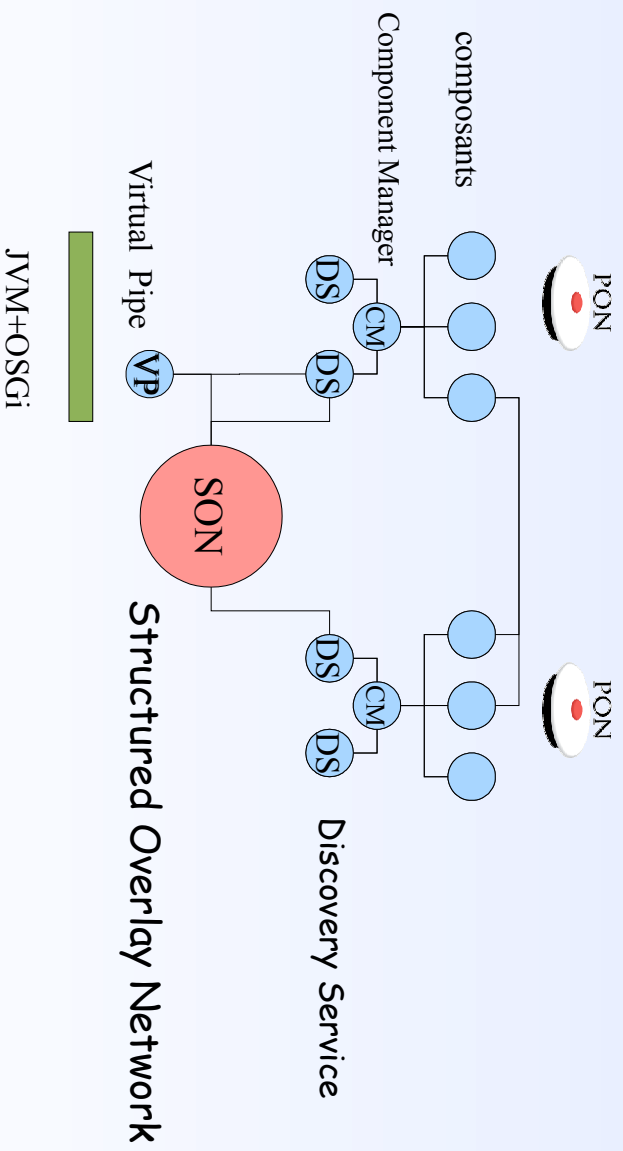 PON
PON
composants
Component Manager
CM
CM
DS
DS
DS
DS
Discovery Service
Virtual Pipe
VP
SON
Structured Overlay Network
JVM+OSGi